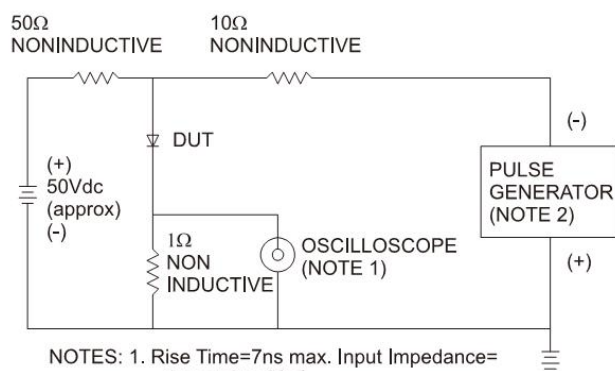 50Ω
NONINDUCTIVE
10Ω
NONINDUCTIVE
(+)
50Vdc
(approx)
(-)
DUT
1Ω
NON
INDUCTIVE
OSCILLOSCOPE
(NOTE 1)
(-)
PULSE
GENERATOR
(NOTE 2)
(+)
NOTES: 1. Rise Time=7ns max. Input Impedance=